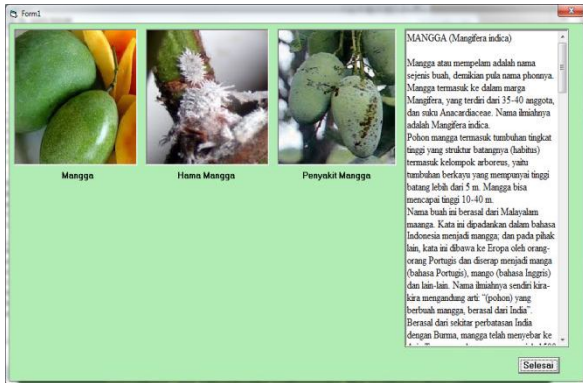 Form1
Mangga
Hama Mangga
Penyakit Mangga
MANGGA (Mangifera indica)
Mangga atau mempelam adalah nama
sejenis buah, demikian pula nama phonnya.
Mangga termasuk ke dalam marga
Mangifera, yang terdiri dari 35-40 anggota,
dan suku Anacardiaceae. Nama ilmiahnya
adalah Mangifera indica.
Pohon mangga termasuk tumbuhan tingkat
tinggi yang struktur batangnya (habitus)
termasuk kelompok arboreus, yaitu
tumbuhan berkayu yang mempunyai tinggi
batang lebih dari 5 m. Mangga bisa
mencapai tinggi 10-40 m.
Nama buah ini berasal dari Malayalam
maanga. Kata ini dipadankan dalam bahasa
Indonesia menjadi mangga; dan pada pihak
lain, kata ini dibawa ke Eropa oleh orang-
orang Portugis dan diserap menjadi manga
(bahasa Portugis), mango (bahasa Inggris)
dan lain-lain. Nama ilmiahnya sendiri kira-
kira mengandung arti: "(pohon) yang
berbuah mangga, berasal dari India".
Berasal dari sekitar perbatasan India
dengan Burma, mangga telah menyebar ke
Selesai